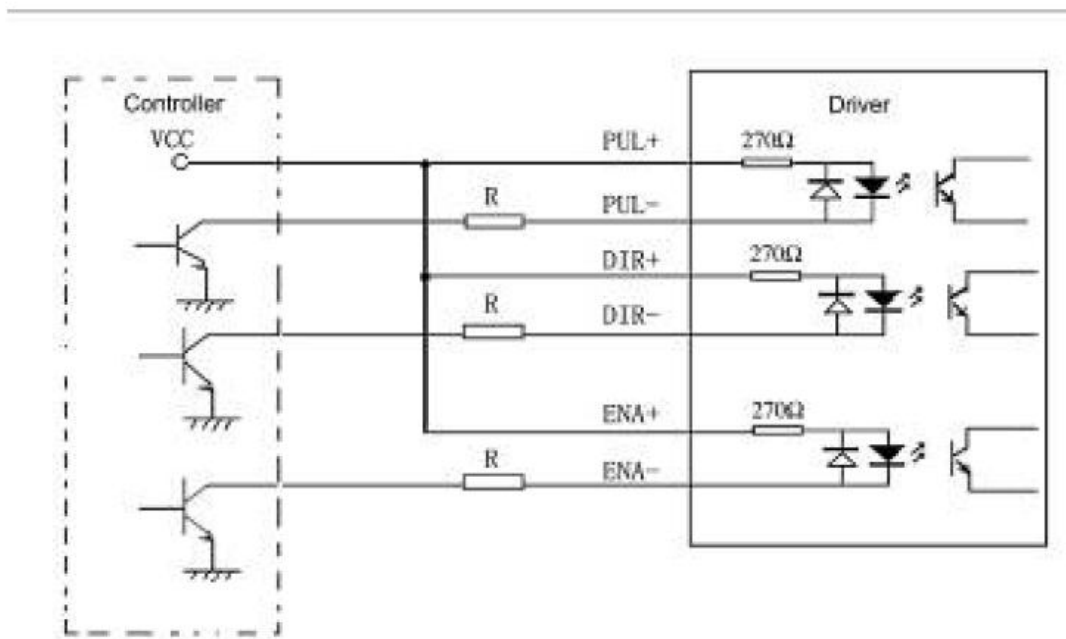 Controller
Driver
VCC
PUL+
270Ω
R
PUL-
DIR+
270Ω
R
DIR-
ENA+
270Ω
R
ENA-